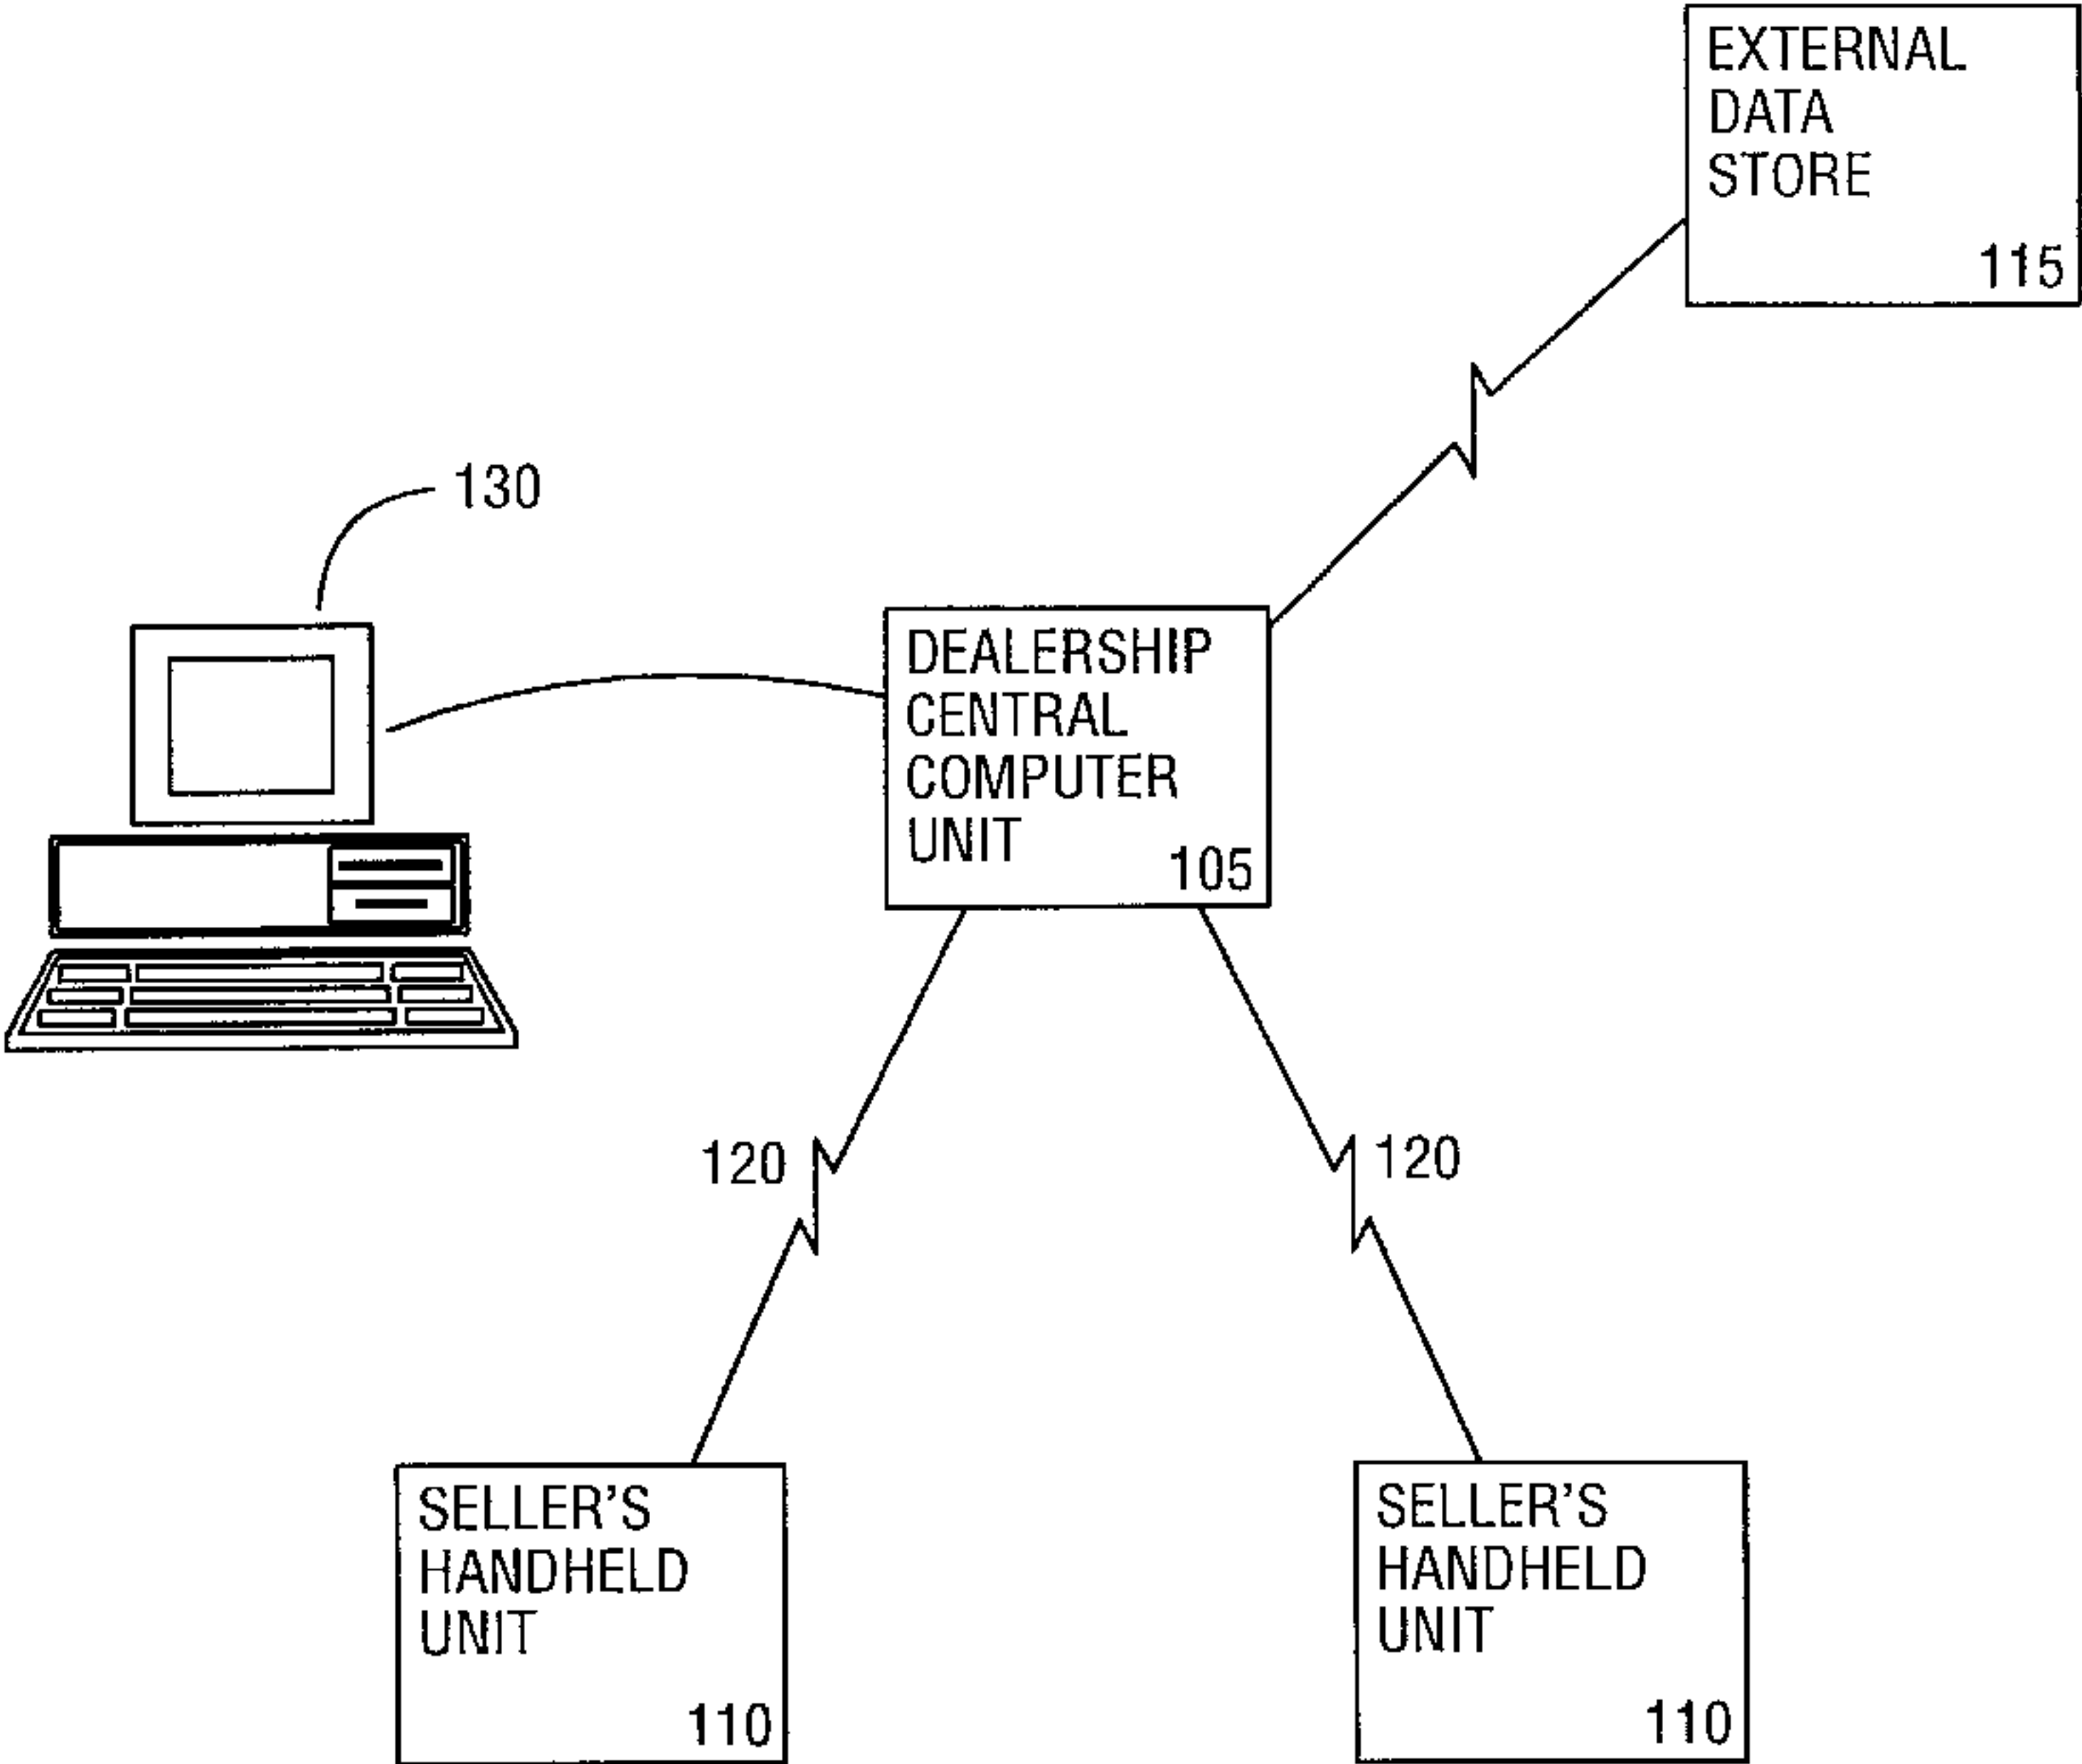 EXTERNAL
DATA
STORE
115
130
DEALERSHIP
CENTRAL
COMPUTER
UNIT
105
120
120
SELLER'S
HANDHELD
UNIT
110
SELLER'S
HANDHELD
UNIT
110